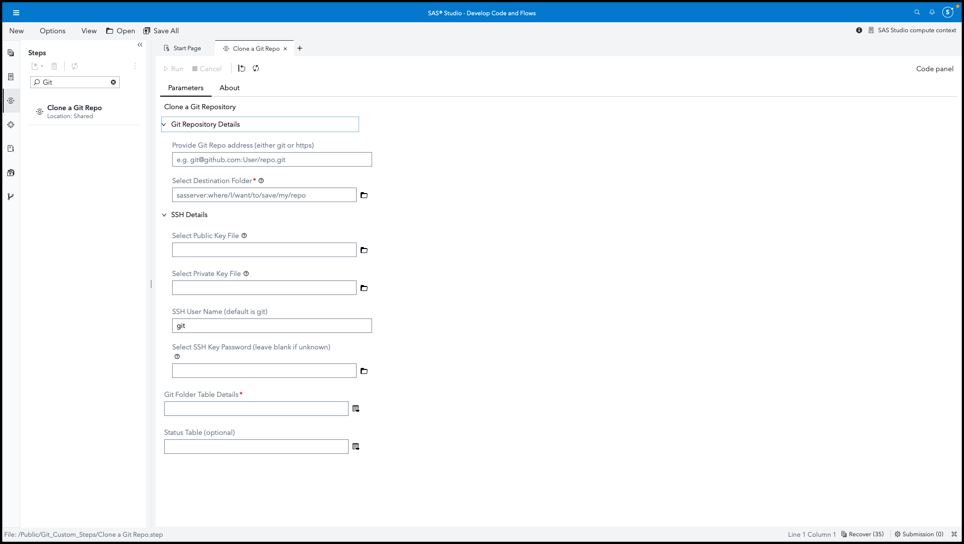 SAS® Studio - Develop Code and Flows
S
New
Options
View
Open
Save All
SAS Studio compute context
Steps
Git
Clone a Git Repo
Location: Shared
Start Page
Clone a Git Repo
Run
Cancel
Code panel
Parameters
About
Clone a Git Repository
Git Repository Details
Provide Git Repo address (either git or https)
e.g. git@github.com:User/repo.git
Select Destination Folder*
sasserver:where/I/want/to/save/my/repo
SSH Details
Select Public Key File
Select Private Key File
SSH User Name (default is git)
git
Select SSH Key Password (leave blank if unknown)
Git Folder Table Details*
Status Table (optional)
File: /Public/Git_Custom_Steps/Clone a Git Repo.step
Line 1 Column 1
Recover (35)
Submission (0)